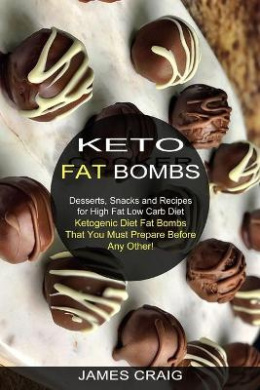 KETO
COOKER
FAT BOMBS
Desserts, Snacks and Recipes
for High Fat Low Carb Diet
Ketogenic Diet Fat Bombs
That You Must Prepare Before
Any Other!
JAMES CRAIG